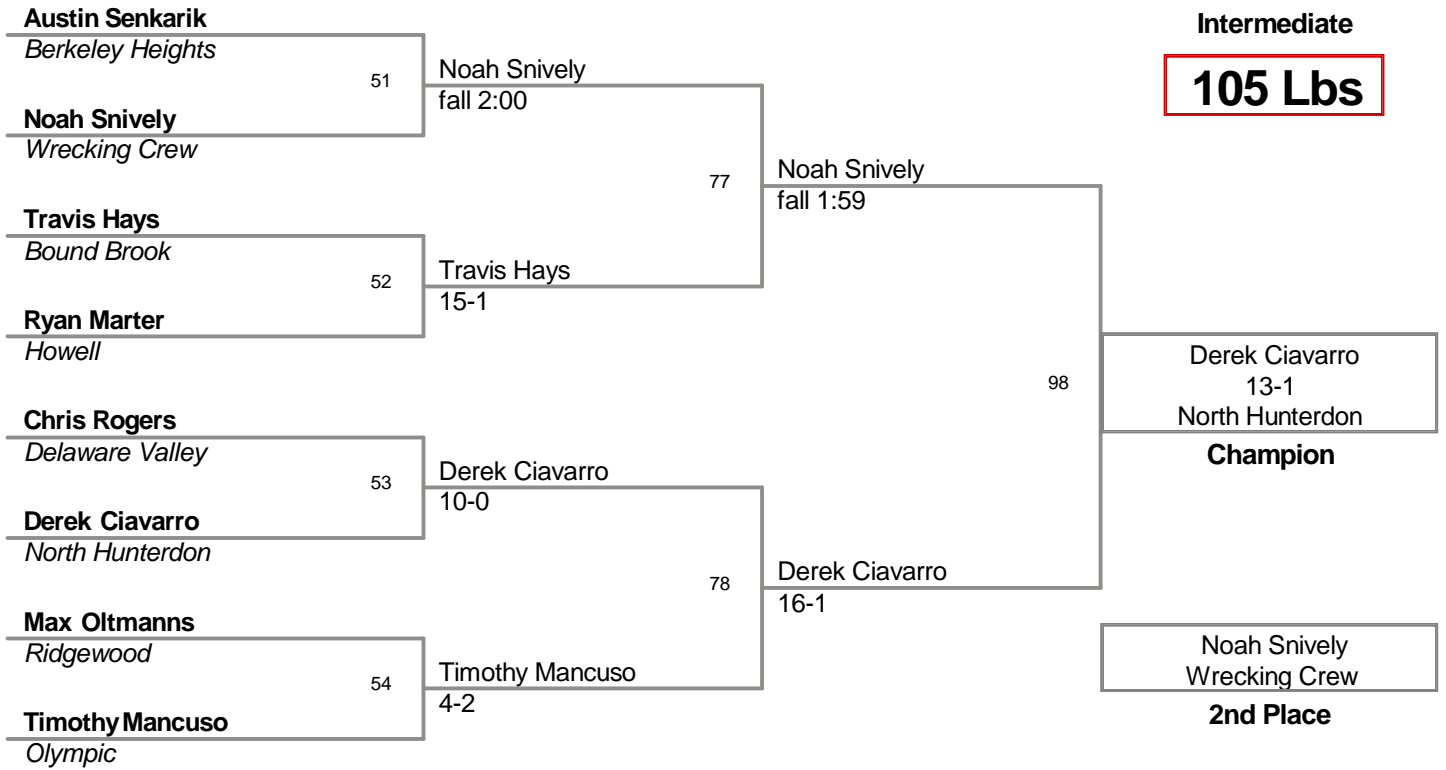 Austin Senkarik
Berkeley Heights
51
Noah Snively
Wrecking Crew
Travis Hays
Bound Brook
52
Ryan Marter
Howell
Chris Rogers
Delaware Valley
53
Derek Ciavarro
North Hunterdon
Max Oltmanns
Ridgewood
54
Timothy Mancuso
Olympic
Noah Snively
fall 2:00
77
Travis Hays
15-1
Derek Ciavarro
10-0
78
Timothy Mancuso
4-2
Noah Snively
fall 1:59
98
Derek Ciavarro
16-1
Intermediate
105 Lbs
Derek Ciavarro
13-1
North Hunterdon
Champion
Noah Snively
Wrecking Crew
2nd Place